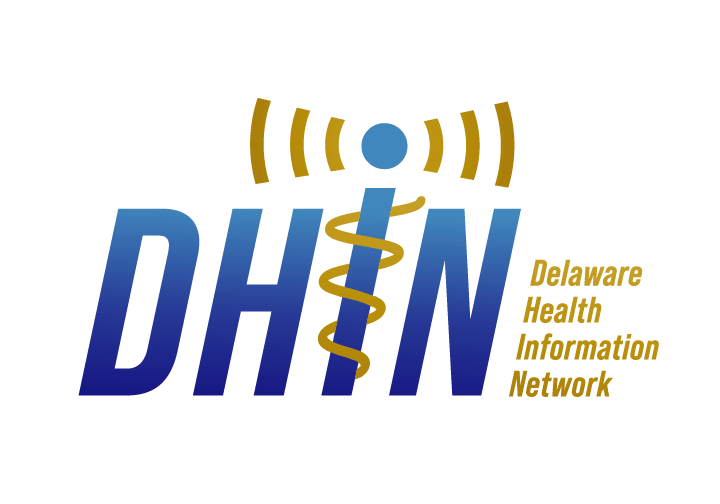 DHiN
Delaware
Health
Information
Network